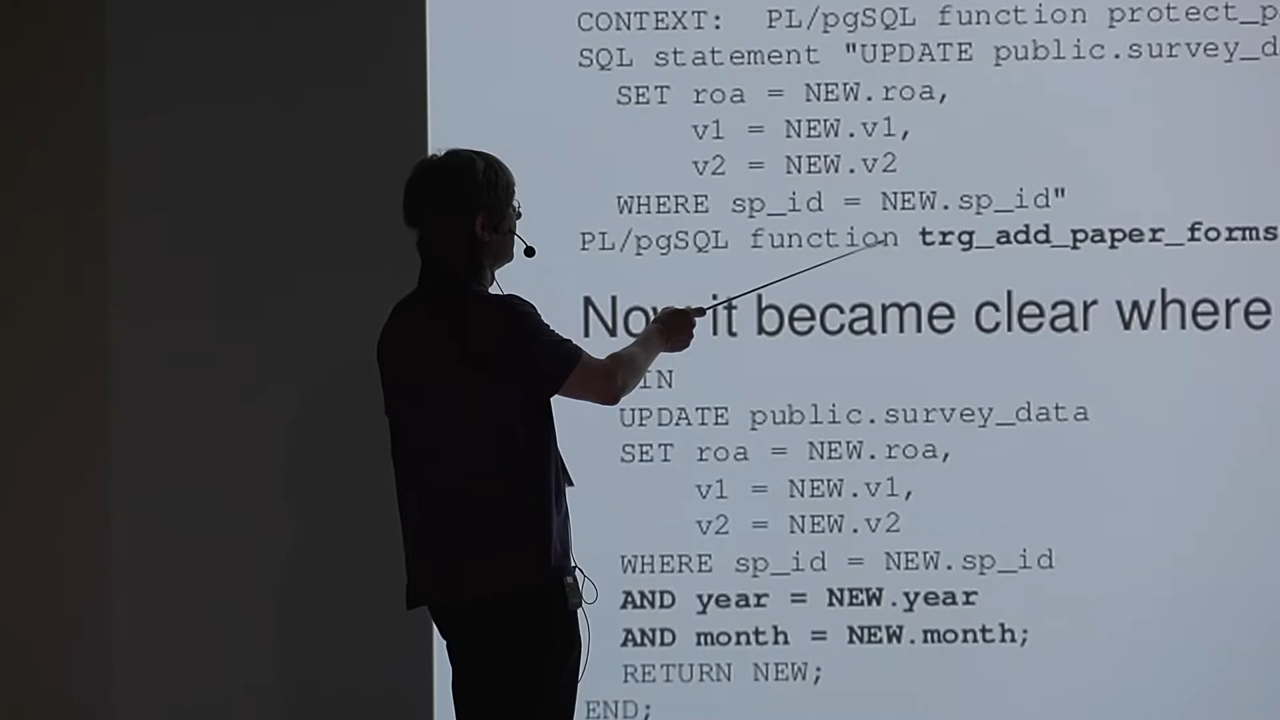 CONTEXT:  PL/pgSQL function protect_p
SQL statement "UPDATE public.survey_d
SET roa = NEW.roa,
v1 = NEW.v1,
v2 = NEW.v2
WHERE sp_id = NEW.sp_id"
PL/pgSQL function trg_add_paper_forms
Now it became clear where
IN
UPDATE public.survey_data
SET roa = NEW.roa,
v1 = NEW.v1,
v2 = NEW.v2
WHERE sp_id = NEW.sp_id
AND year = NEW.year
AND month = NEW.month;
RETURN NEW;
END;